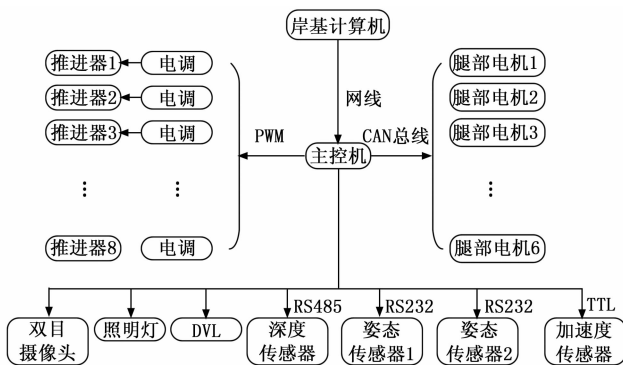 岸基计算机
推进器1
电调
腿部电机1
网线
推进器2
电调
腿部电机2
推进器3
电调
腿部电机3
PWM
主控机
CAN总线
⋮
⋮
⋮
推进器8
电调
腿部电机6
RS485
RS232
RS232
TTL
双目
摄像头
照明灯
DVL
深度
传感器
姿态
传感器1
姿态
传感器2
加速度
传感器